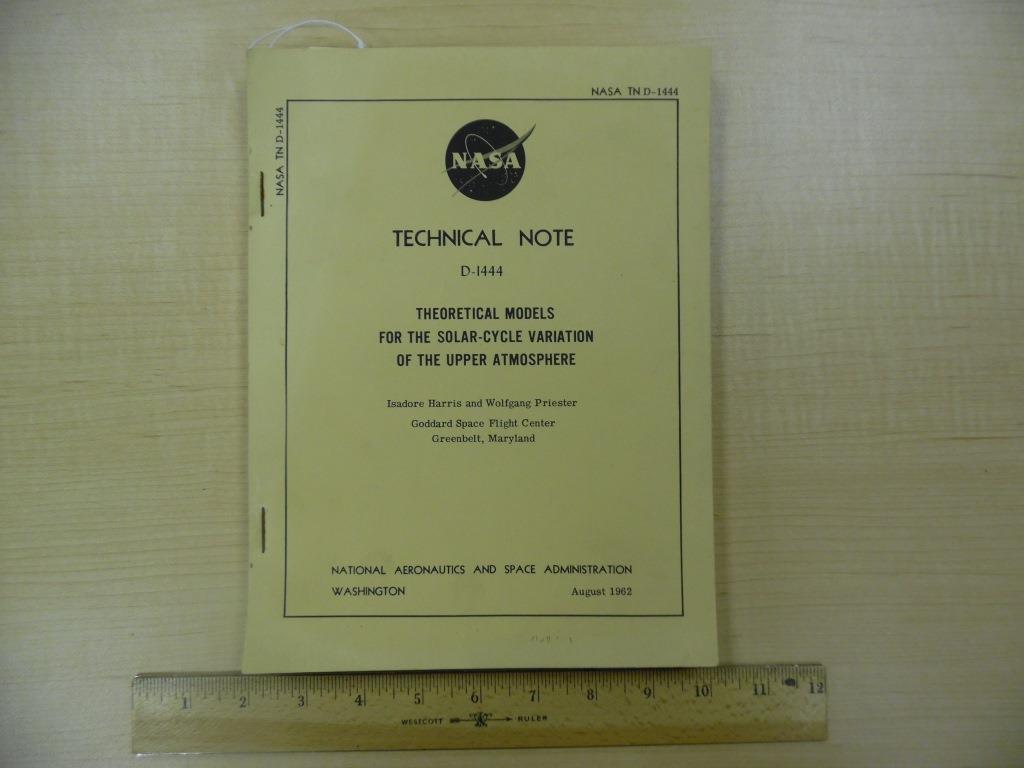 NASA TN D-1444
NASA TN D-1444
NASA
TECHNICAL NOTE
D-1444
THEORETICAL MODELS
FOR THE SOLAR-CYCLE VARIATION
OF THE UPPER ATMOSPHERE
Isadore Harris and Wolfgang Priester
Goddard Space Flight Center
Greenbelt, Maryland
NATIONAL AERONAUTICS AND SPACE ADMINISTRATION
WASHINGTON August 1962
1 2 3 4 5 6 7 8 9 10 11 12
WESTCOTT RULER